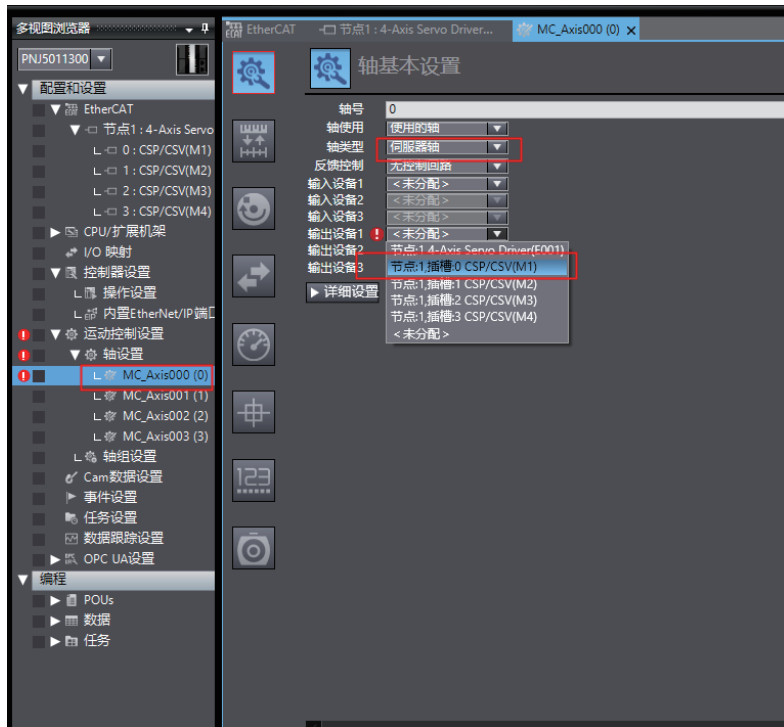 多视图浏览器
PNJ5011300
配置和设置
EtherCAT
节点1 : 4-Axis Servo
0 : CSP/CSV(M1)
1 : CSP/CSV(M2)
2 : CSP/CSV(M3)
3 : CSP/CSV(M4)
CPU/扩展机架
I/O 映射
控制器设置
操作设置
内置EtherNet/IP端口
运动控制设置
轴设置
MC_Axis000 (0)
MC_Axis001 (1)
MC_Axis002 (2)
MC_Axis003 (3)
轴组设置
Cam数据设置
事件设置
任务设置
数据跟踪设置
OPC UA设置
编程
POUs
数据
任务
EtherCAT
节点1 : 4-Axis Servo Driver...
MC_Axis000 (0)
轴基本设置
轴号 0
轴使用 使用的轴
轴类型 伺服器轴
反馈控制 无控制回路
输入设备1 <未分配>
输入设备2 <未分配>
输入设备3 <未分配>
输出设备1 <未分配>
输出设备2
输出设备3
节点:1,4-Axis Servo Driver(E001)
节点:1,插槽:0 CSP/CSV(M1)
节点:1,插槽:1 CSP/CSV(M2)
节点:1,插槽:2 CSP/CSV(M3)
节点:1,插槽:3 CSP/CSV(M4)
<未分配>
详细设置
123